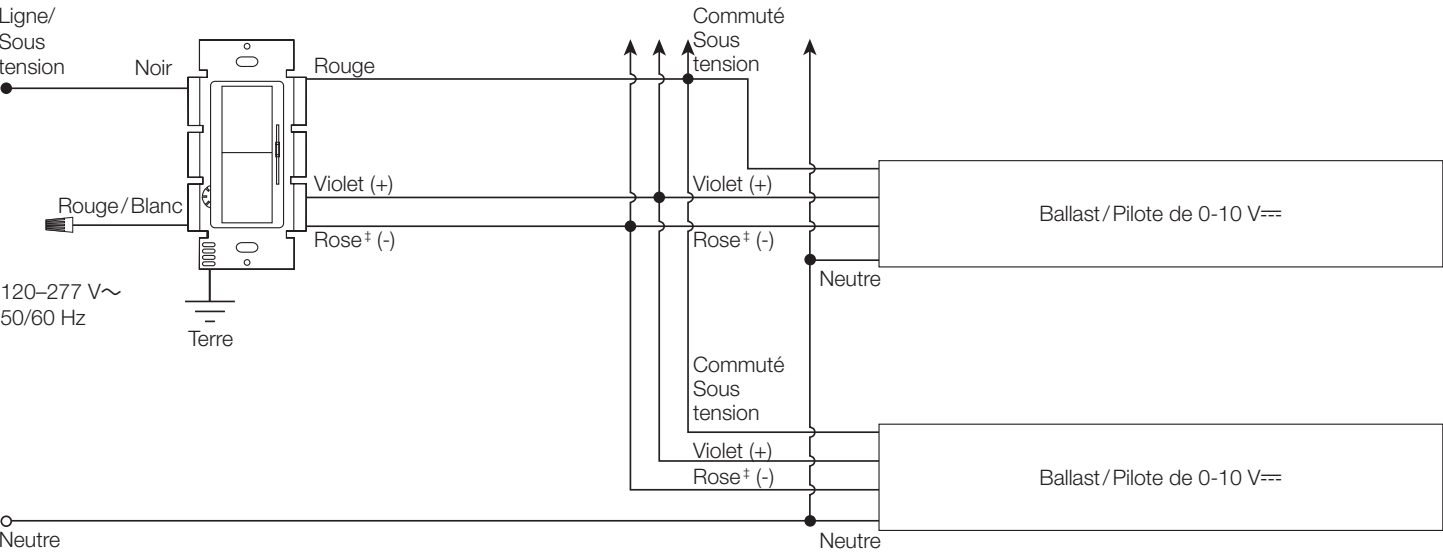 Ligne/
Sous
tension
Noir
Rouge
Commuté
Sous
tension
Violet (+)
Violet (+)
Rouge/Blanc
Rose‡ (-)
Rose‡ (-)
Ballast/Pilote de 0-10 V⎓
Neutre
120–277 V~
50/60 Hz
Terre
Commuté
Sous
tension
Violet (+)
Rose‡ (-)
Ballast/Pilote de 0-10 V⎓
Neutre
Neutre